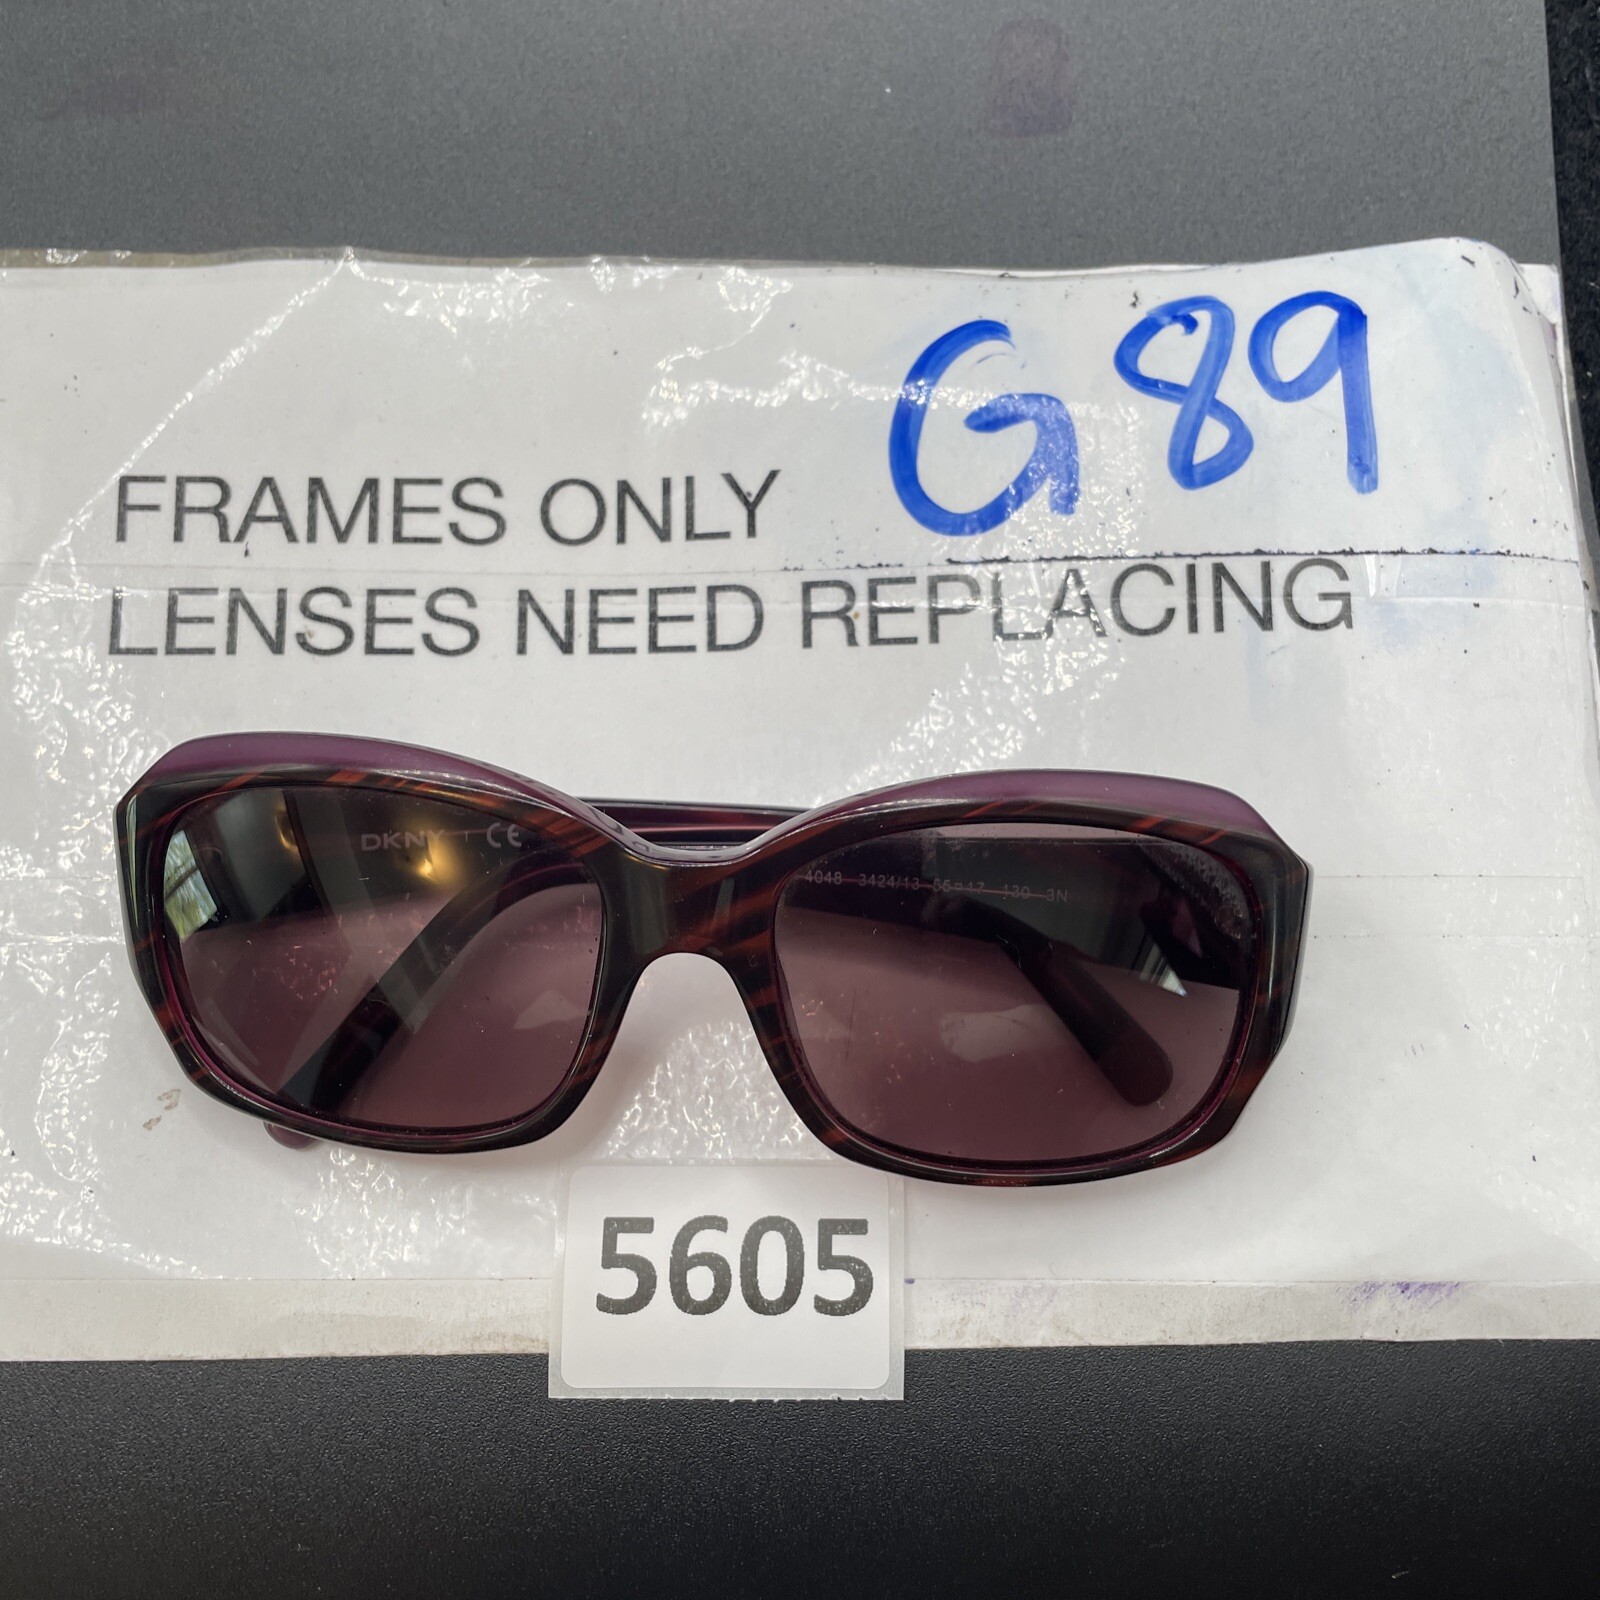 G89
FRAMES ONLY
LENSES NEED REPLACING
DKNY CE
4048 3424/13 55□17 130 3N
5605